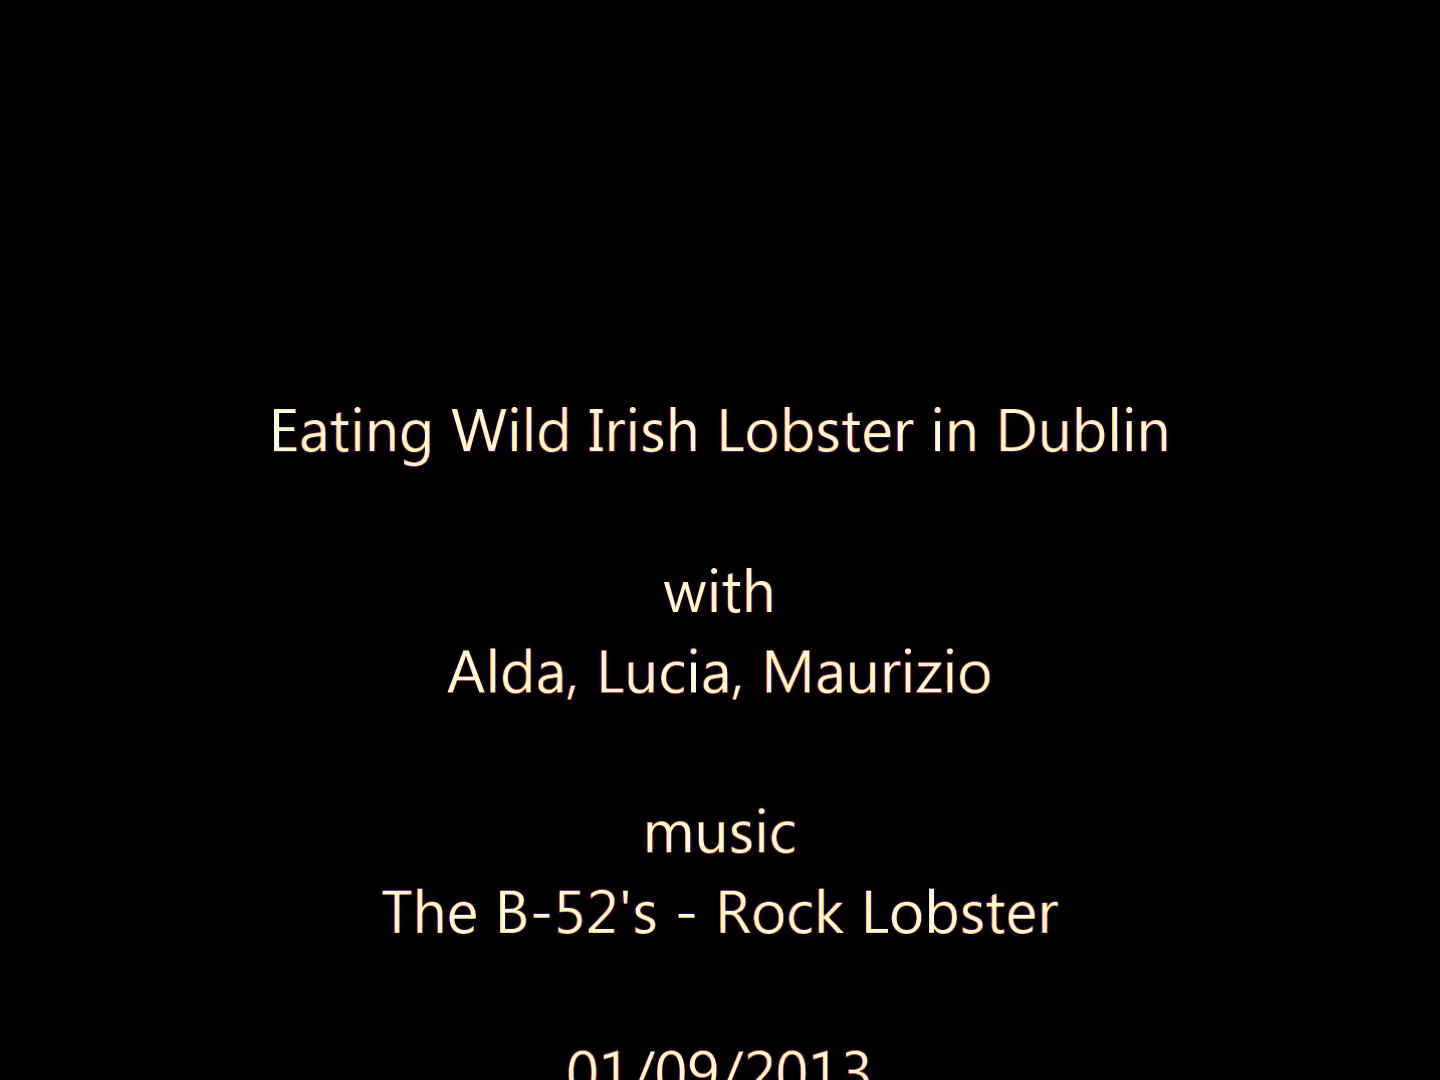 Eating Wild Irish Lobster in Dublin
with
Alda, Lucia, Maurizio
music
The B-52's - Rock Lobster
01/09/2013